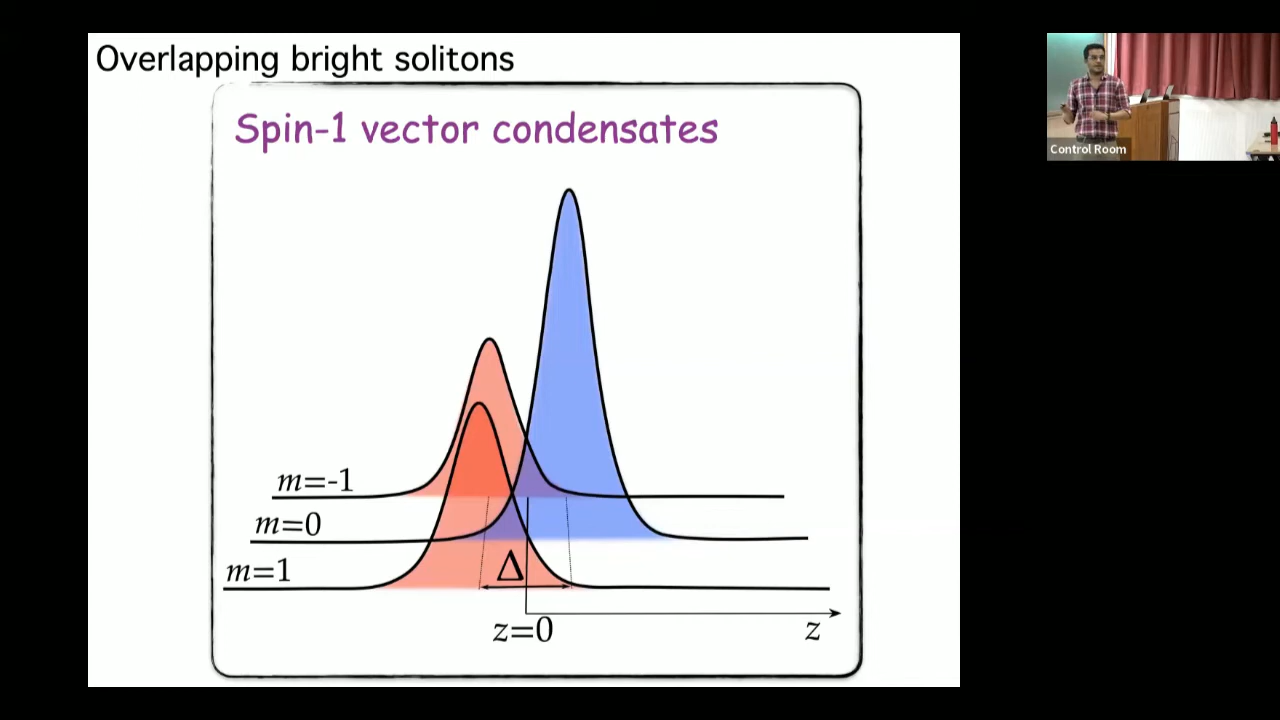 Overlapping bright solitons
Spin-1 vector condensates
m=-1
m=0
m=1
Δ
z=0
z
Control Room